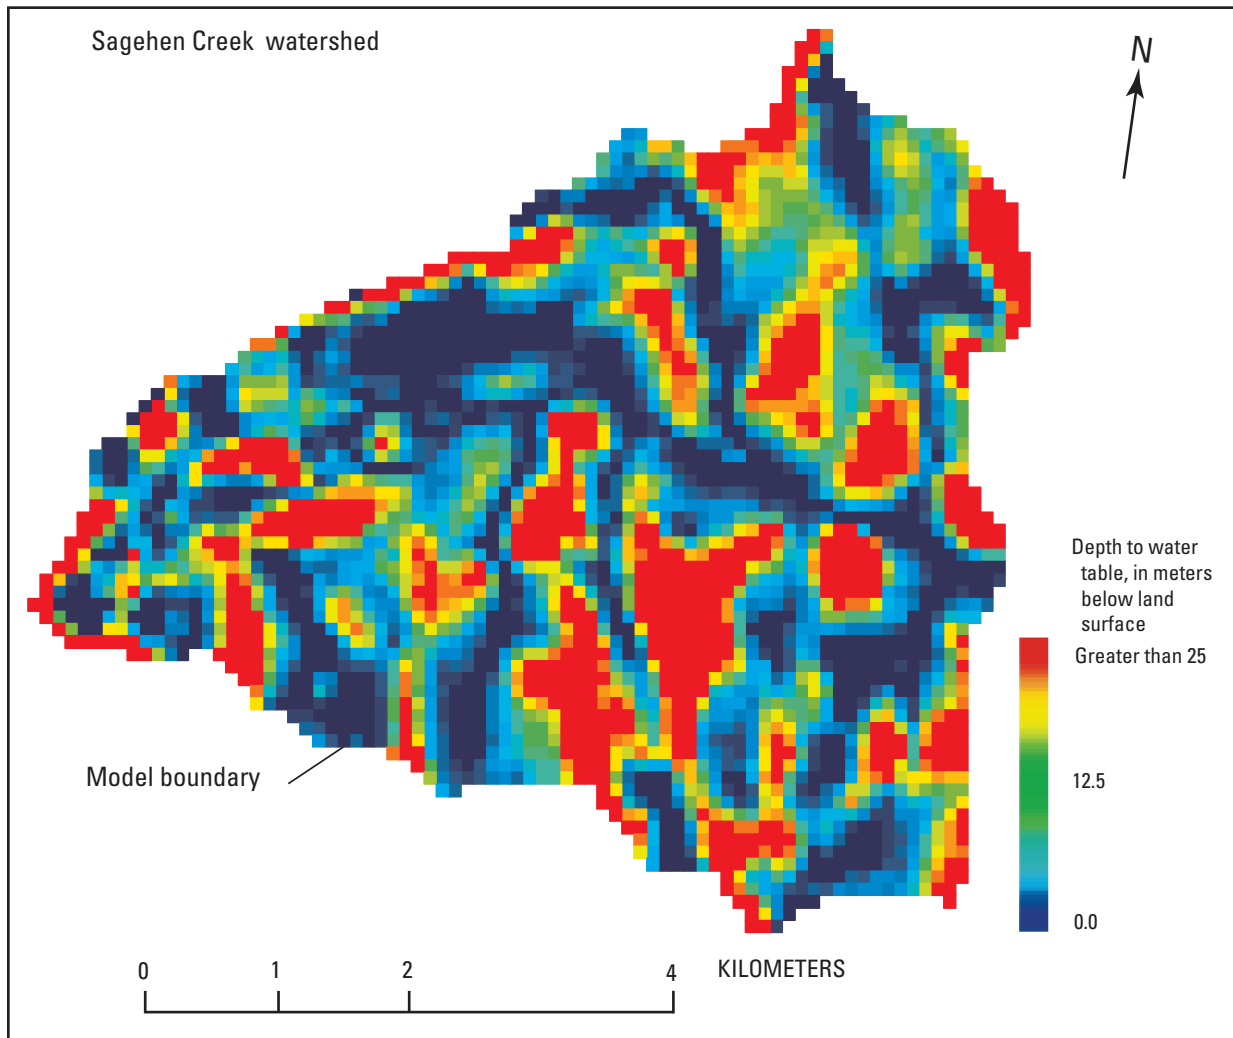 Sagehen Creek watershed
N
Depth to water
table, in meters
below land
surface
Greater than 25
12.5
0.0
Model boundary
0 1 2 4 KILOMETERS